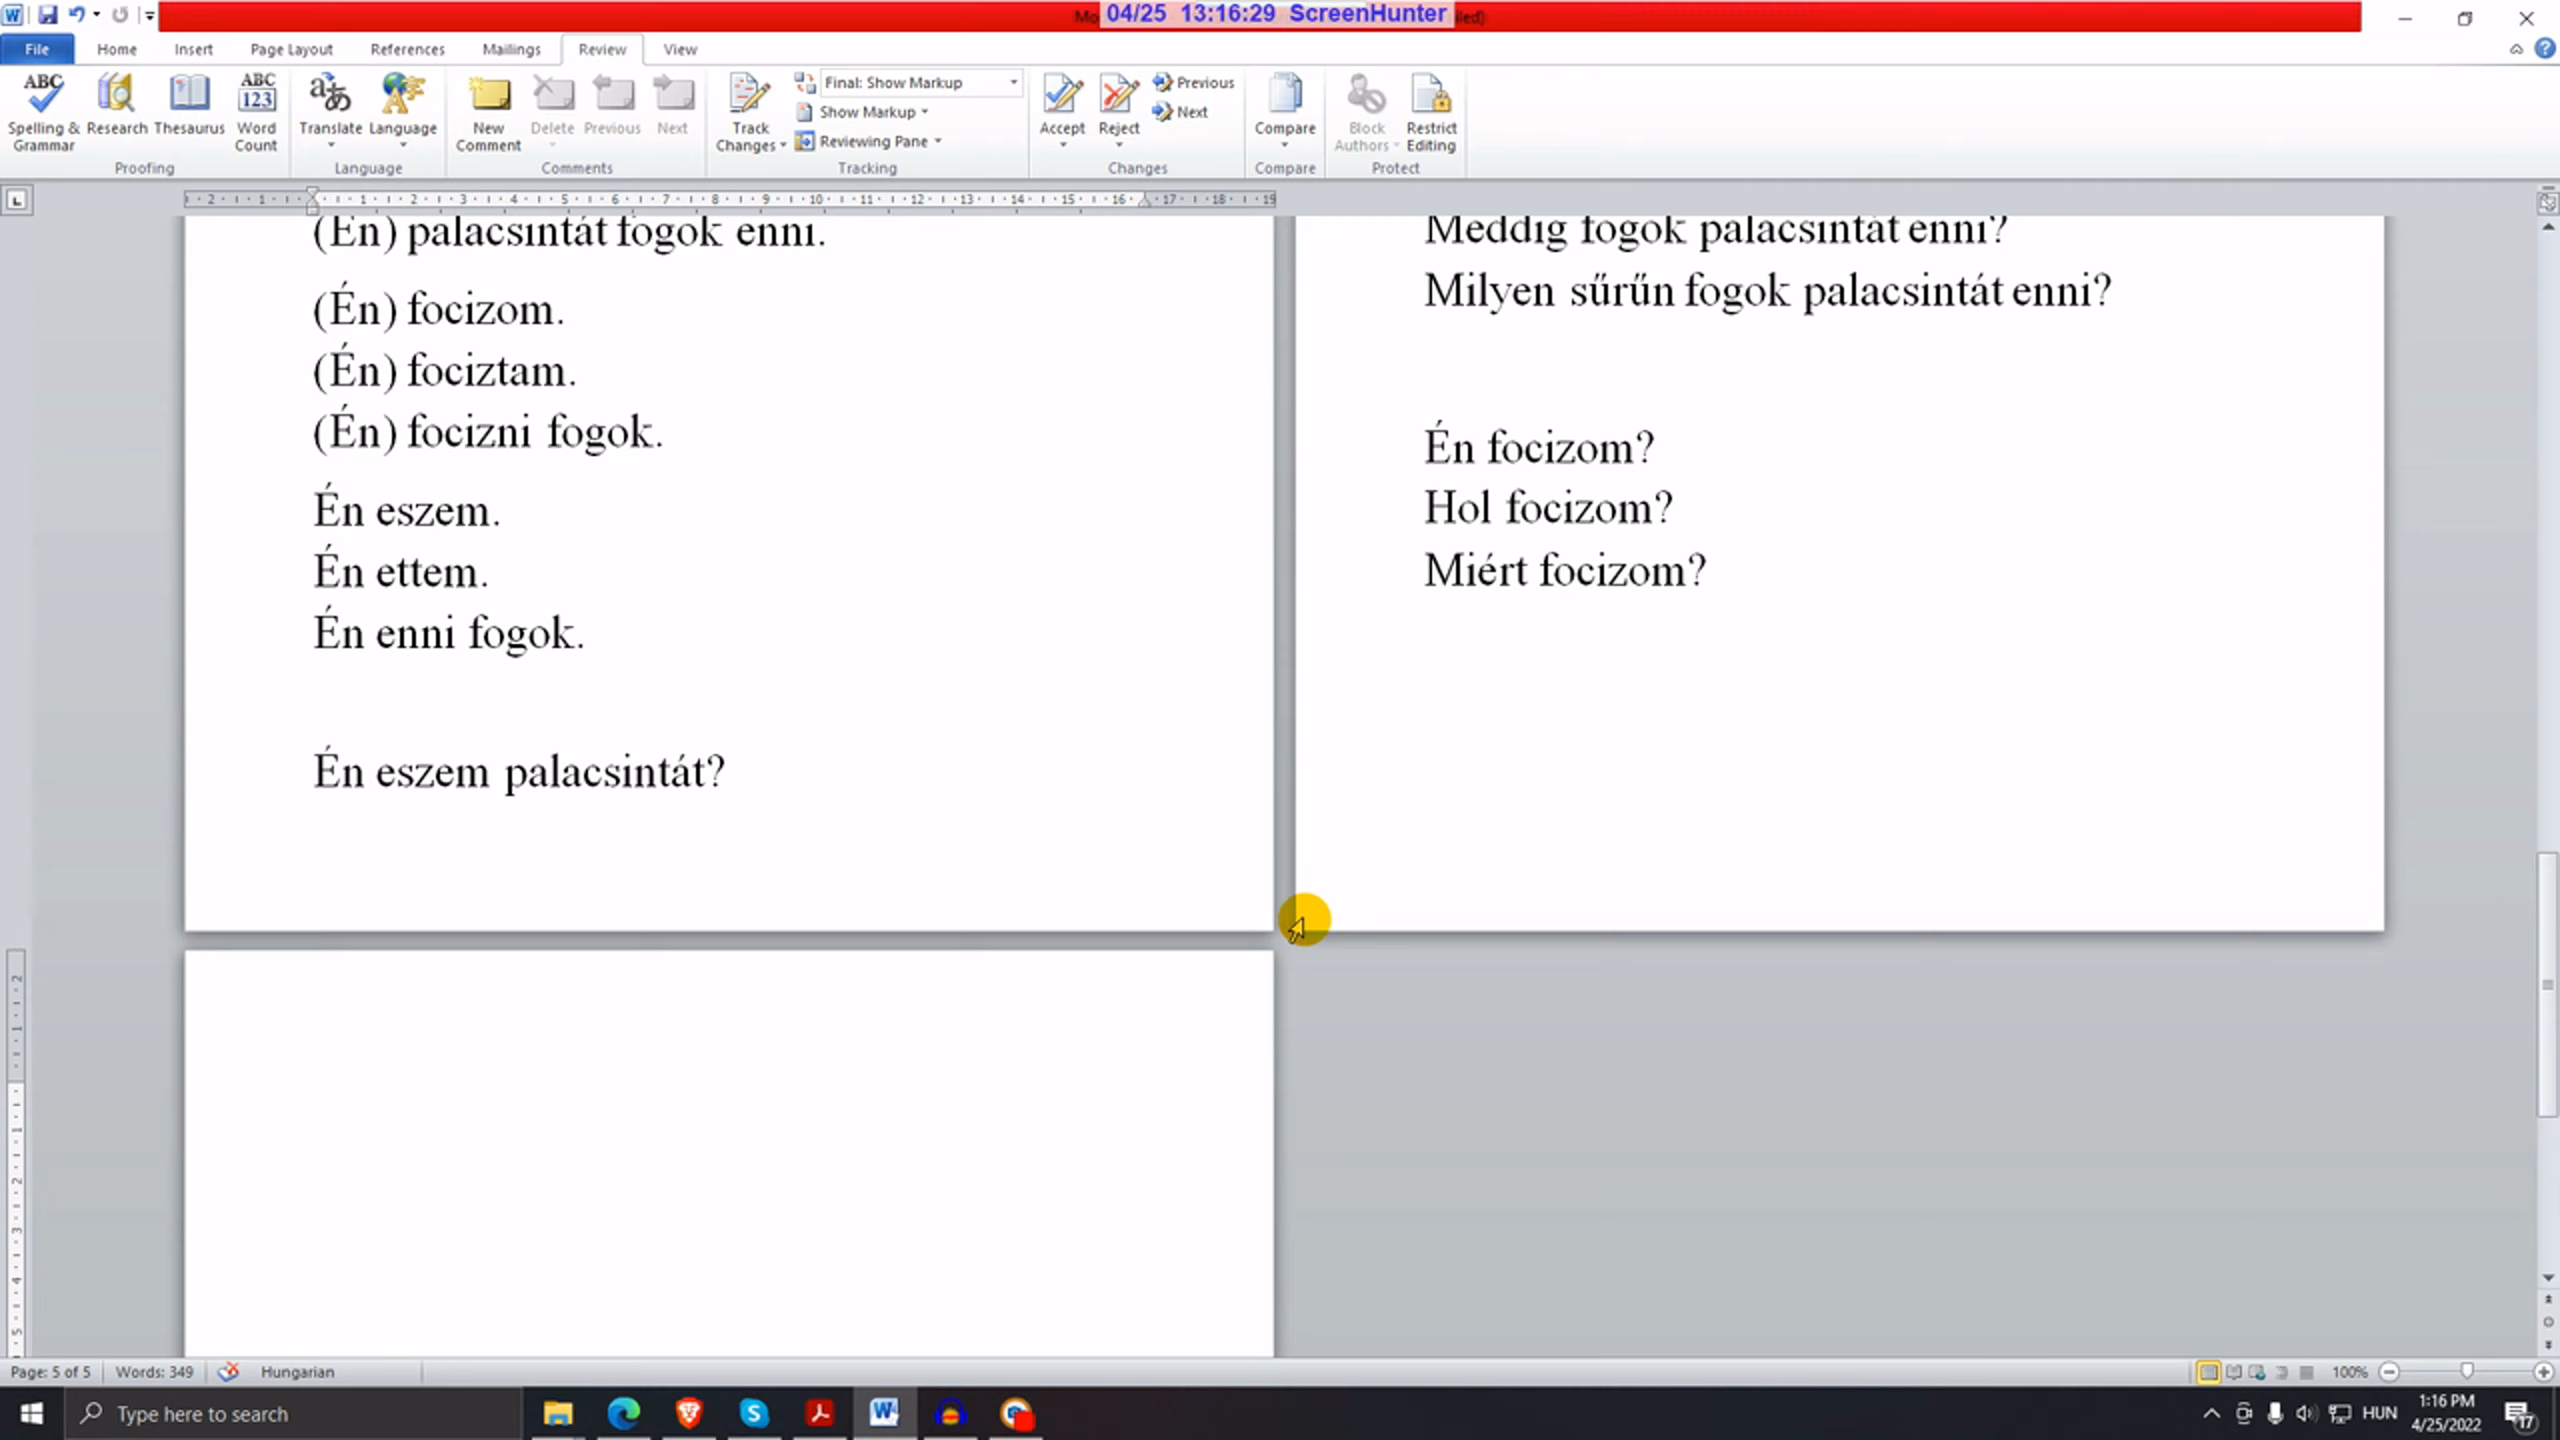 Mo 04/25 13:16:29 ScreenHunter led)
File Home Insert Page Layout References Mailings Review View
Final: Show Markup
Show Markup
Reviewing Pane
Previous
Next
Spelling & Grammar Research Thesaurus Word Count Translate Language New Comment Delete Previous Next Track Changes Accept Reject Compare Block Authors Restrict Editing
Proofing Language Comments Tracking Changes Compare Protect
(Én) palacsintát fogok enni.
(Én) focizom.
(Én) fociztam.
(Én) focizni fogok.
Én eszem.
Én ettem.
Én enni fogok.
Én eszem palacsintát?
Meddig fogok palacsintát enni?
Milyen sűrűn fogok palacsintát enni?
Én focizom?
Hol focizom?
Miért focizom?
Page: 5 of 5 Words: 349 Hungarian 100%
Type here to search HUN 1:16 PM
4/25/2022 17